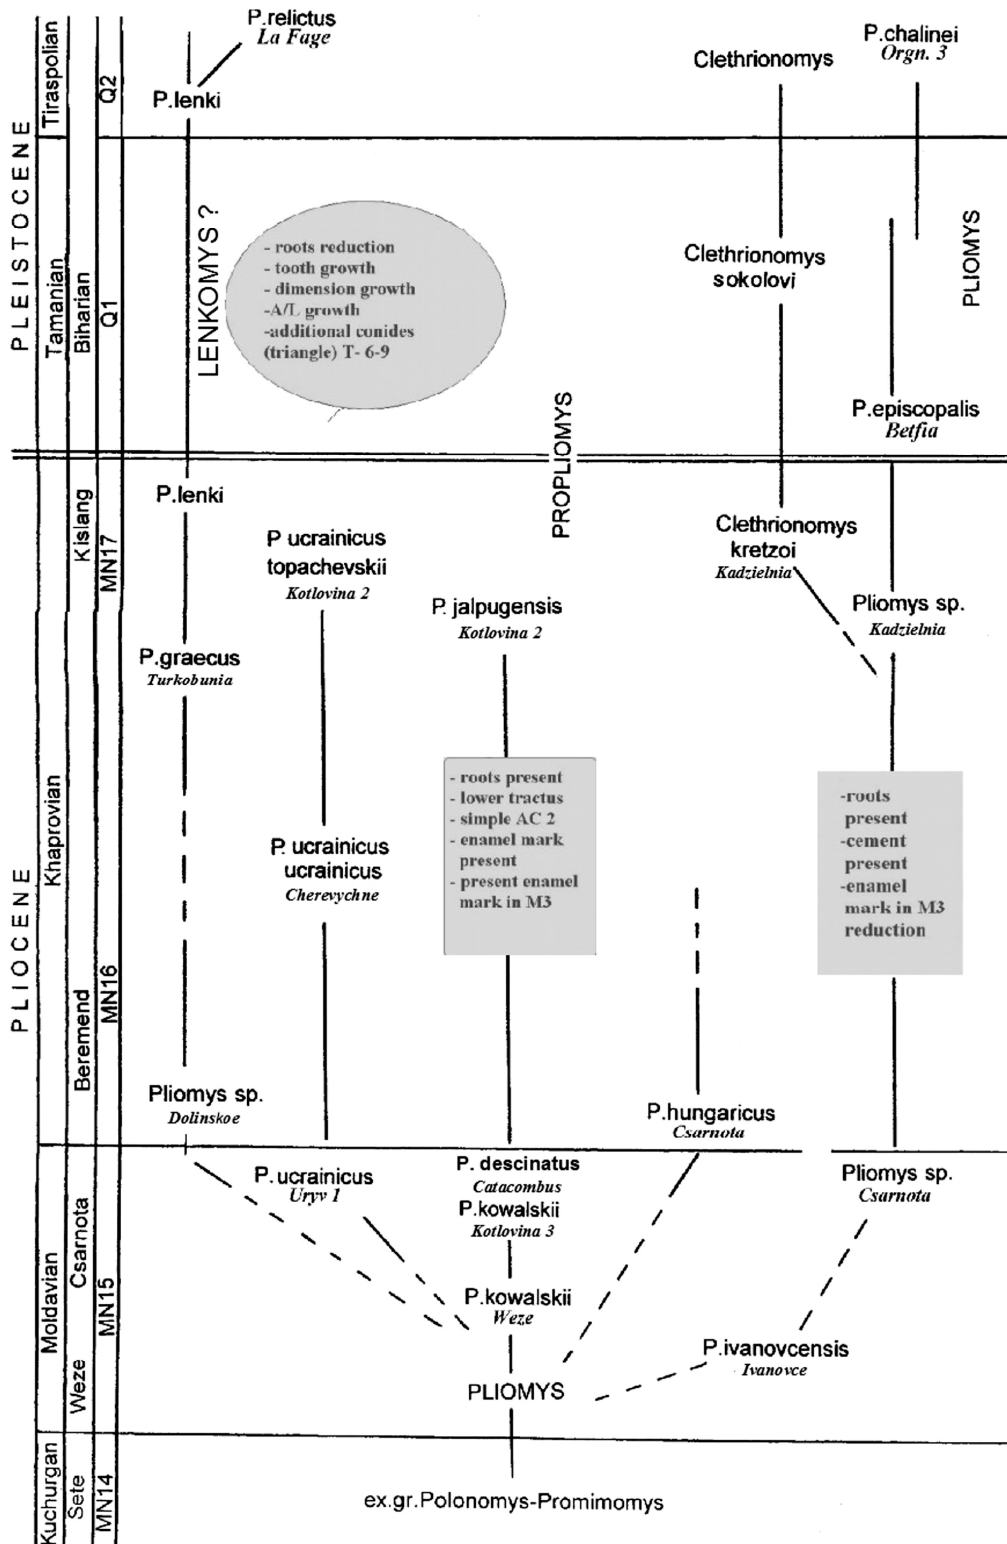 P.relictus
La Fage
P.lenki
Clethrionomys
P.chalinei
Orgn. 3
PLEISTOCENE
Tiraspolian
Q2
Tamanian
Biharian
Q1
LENKOMYS ?
- roots reduction
- tooth growth
- dimension growth
-A/L growth
-additional conides
(triangle) T- 6-9
Clethrionomys
sokolovi
PLIOMYS
P.episcopalis
Betfia
PROPLIOMYS
PLIOCENE
Khaprovian
Kislang
MN17
Beremend
MN16
P.lenki
P ucrainicus
topachevskii
Kotlovina 2
P. jalpugensis
Kotlovina 2
Clethrionomys
kretzoi
Kadzielnia
Pliomys sp.
Kadzielnia
P.graecus
Turkobunia
- roots present
- lower tractus
- simple AC 2
- enamel mark
present
- present enamel
mark in M3
-roots
present
-cement
present
-enamel
mark in M3
reduction
P. ucrainicus
ucrainicus
Cherevychne
Pliomys sp.
Dolinskoe
P.hungaricus
Csarnota
Moldavian
Csarnota
Weze
MN15
P.ucrainicus
Uryv 1
P. descinatus
Catacombus
P.kowalskii
Kotlovina 3
Pliomys sp.
Csarnota
P.kowalskii
Weze
P.ivanovcensis
Ivanovce
PLIOMYS
Kuchurgan
Sete
MN14
ex.gr.Polonomys-Promimomys